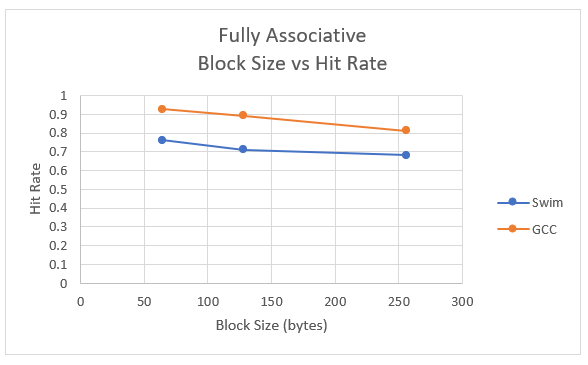 Fully Associative
Block Size vs Hit Rate
1
0.9
0.8
0.7
0.6
0.5
0.4
0.3
0.2
0.1
0
Hit Rate
0 50 100 150 200 250 300
Block Size (bytes)
Swim
GCC